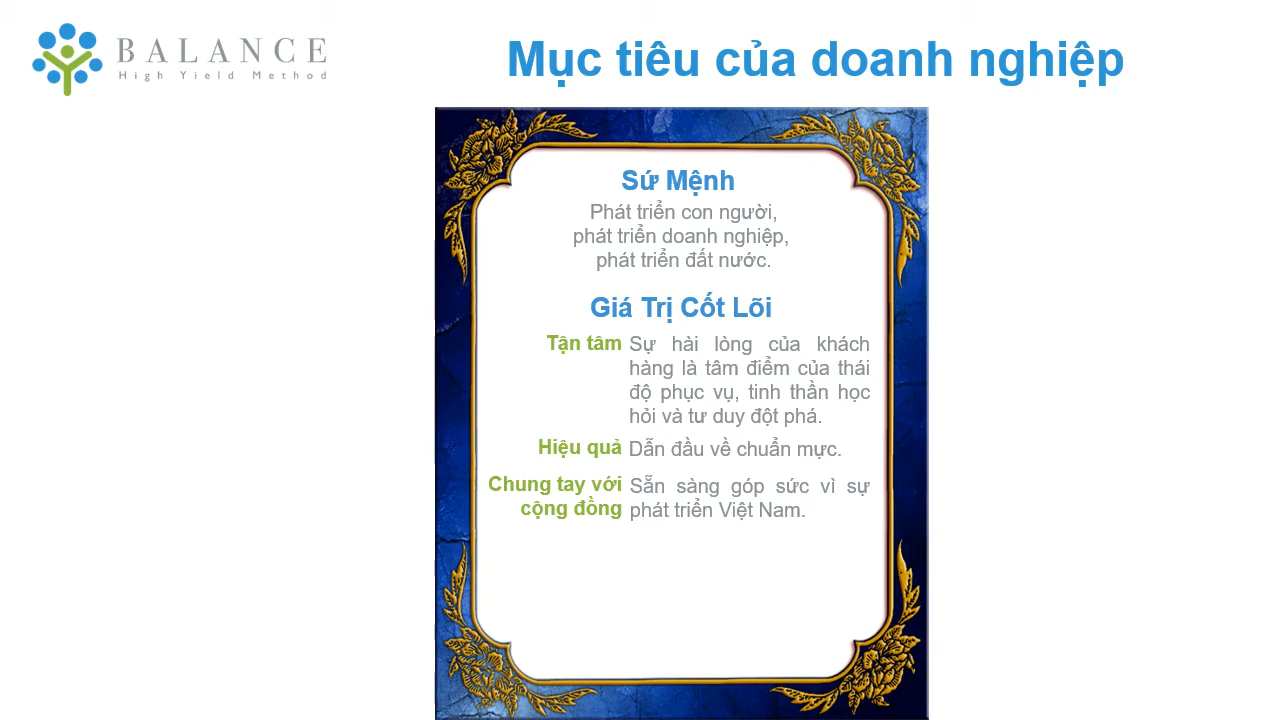 BALANCE
High Yield Method
Mục tiêu của doanh nghiệp
Sứ Mệnh
Phát triển con người,
phát triển doanh nghiệp,
phát triển đất nước.
Giá Trị Cốt Lõi
Tận tâm Sự hài lòng của khách
hàng là tâm điểm của thái
độ phục vụ, tinh thần học
hỏi và tư duy đột phá.
Hiệu quả Dẫn đầu về chuẩn mực.
Chung tay với Sẵn sàng góp sức vì sự
cộng đồng phát triển Việt Nam.